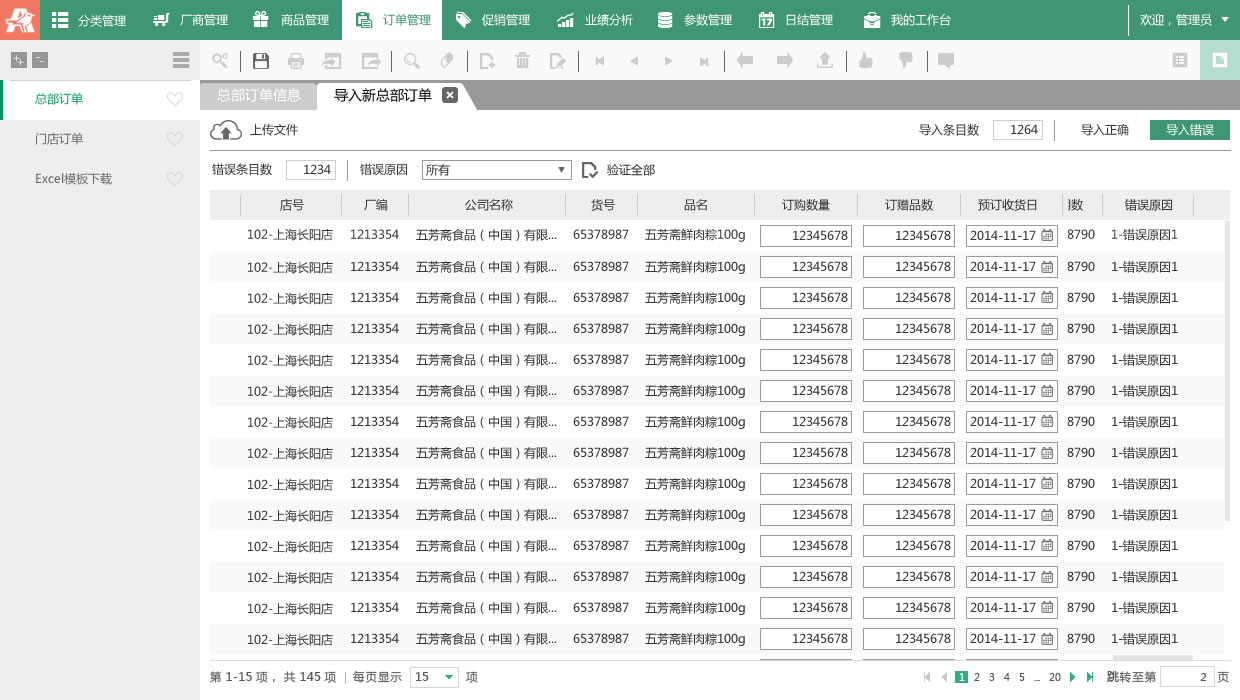 分类管理 厂商管理 商品管理 订单管理 促销管理 业绩分析 参数管理 日结管理 我的工作台 欢迎，管理员
总部订单
门店订单
Excel模板下载
总部订单信息 导入新总部订单
上传文件 导入条目数 1264 导入正确 导入错误
错误条目数 1234 错误原因 所有 验证全部
店号 厂编 公司名称 货号 品名 订购数量 订赠品数 预订收货日 数 错误原因
102-上海长阳店 1213354 五芳斋食品（中国）有限... 65378987 五芳斋鲜肉粽100g 12345678 12345678 2014-11-17 8790 1-错误原因1
102-上海长阳店 1213354 五芳斋食品（中国）有限... 65378987 五芳斋鲜肉粽100g 12345678 12345678 2014-11-17 8790 1-错误原因1
102-上海长阳店 1213354 五芳斋食品（中国）有限... 65378987 五芳斋鲜肉粽100g 12345678 12345678 2014-11-17 8790 1-错误原因1
102-上海长阳店 1213354 五芳斋食品（中国）有限... 65378987 五芳斋鲜肉粽100g 12345678 12345678 2014-11-17 8790 1-错误原因1
102-上海长阳店 1213354 五芳斋食品（中国）有限... 65378987 五芳斋鲜肉粽100g 12345678 12345678 2014-11-17 8790 1-错误原因1
102-上海长阳店 1213354 五芳斋食品（中国）有限... 65378987 五芳斋鲜肉粽100g 12345678 12345678 2014-11-17 8790 1-错误原因1
102-上海长阳店 1213354 五芳斋食品（中国）有限... 65378987 五芳斋鲜肉粽100g 12345678 12345678 2014-11-17 8790 1-错误原因1
102-上海长阳店 1213354 五芳斋食品（中国）有限... 65378987 五芳斋鲜肉粽100g 12345678 12345678 2014-11-17 8790 1-错误原因1
102-上海长阳店 1213354 五芳斋食品（中国）有限... 65378987 五芳斋鲜肉粽100g 12345678 12345678 2014-11-17 8790 1-错误原因1
102-上海长阳店 1213354 五芳斋食品（中国）有限... 65378987 五芳斋鲜肉粽100g 12345678 12345678 2014-11-17 8790 1-错误原因1
102-上海长阳店 1213354 五芳斋食品（中国）有限... 65378987 五芳斋鲜肉粽100g 12345678 12345678 2014-11-17 8790 1-错误原因1
102-上海长阳店 1213354 五芳斋食品（中国）有限... 65378987 五芳斋鲜肉粽100g 12345678 12345678 2014-11-17 8790 1-错误原因1
102-上海长阳店 1213354 五芳斋食品（中国）有限... 65378987 五芳斋鲜肉粽100g 12345678 12345678 2014-11-17 8790 1-错误原因1
102-上海长阳店 1213354 五芳斋食品（中国）有限... 65378987 五芳斋鲜肉粽100g 12345678 12345678 2014-11-17 8790 1-错误原因1
第 1-15 项，共 145 项 | 每页显示 15 项 1 2 3 4 5 ... 20 跳转至第 2 页